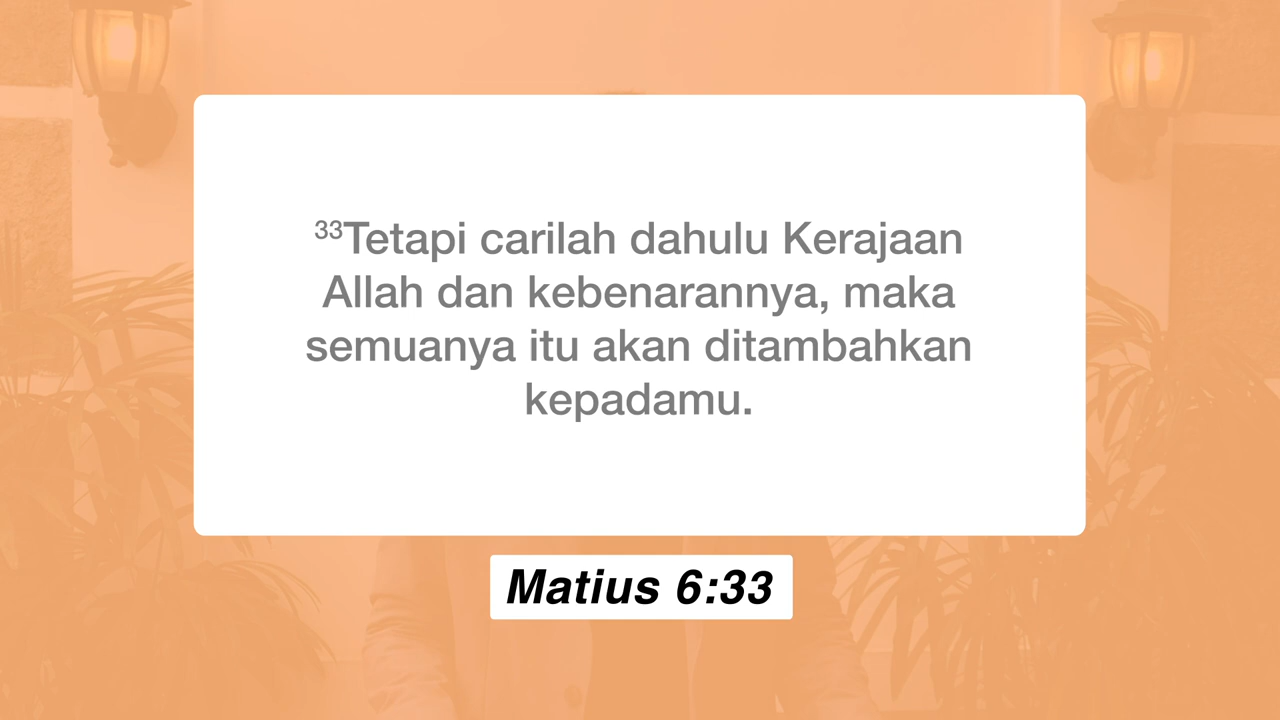 ³³Tetapi carilah dahulu Kerajaan
Allah dan kebenarannya, maka
semuanya itu akan ditambahkan
kepadamu.
Matius 6:33